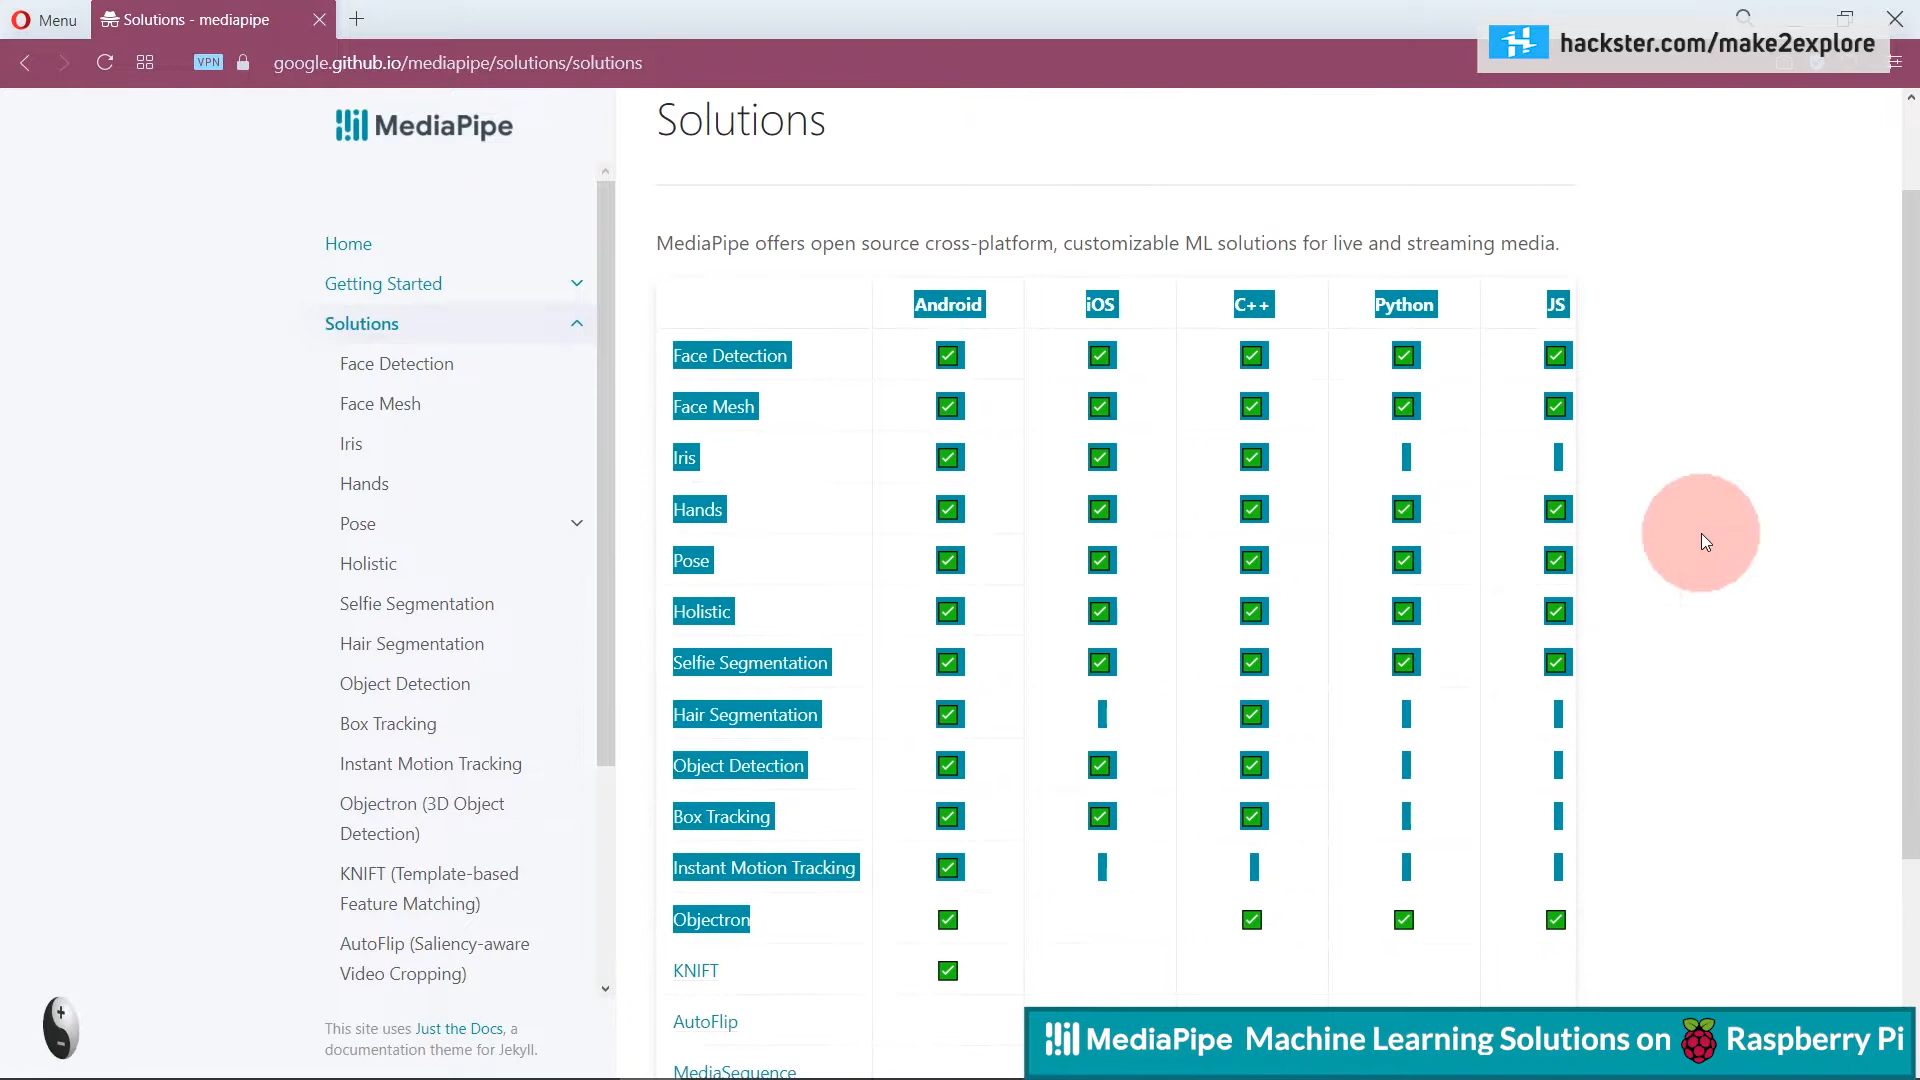 Menu
Solutions - mediapipe
hackster.com/make2explore
VPN
google.github.io/mediapipe/solutions/solutions
MediaPipe
Home
Getting Started
Solutions
Face Detection
Face Mesh
Iris
Hands
Pose
Holistic
Selfie Segmentation
Hair Segmentation
Object Detection
Box Tracking
Instant Motion Tracking
Objectron (3D Object
Detection)
KNIFT (Template-based
Feature Matching)
AutoFlip (Saliency-aware
Video Cropping)
This site uses Just the Docs, a
documentation theme for Jekyll.
Solutions
MediaPipe offers open source cross-platform, customizable ML solutions for live and streaming media.
Android iOS C++ Python JS
Face Detection
Face Mesh
Iris
Hands
Pose
Holistic
Selfie Segmentation
Hair Segmentation
Object Detection
Box Tracking
Instant Motion Tracking
Objectron
KNIFT
AutoFlip
MediaSequence
MediaPipe Machine Learning Solutions on Raspberry Pi